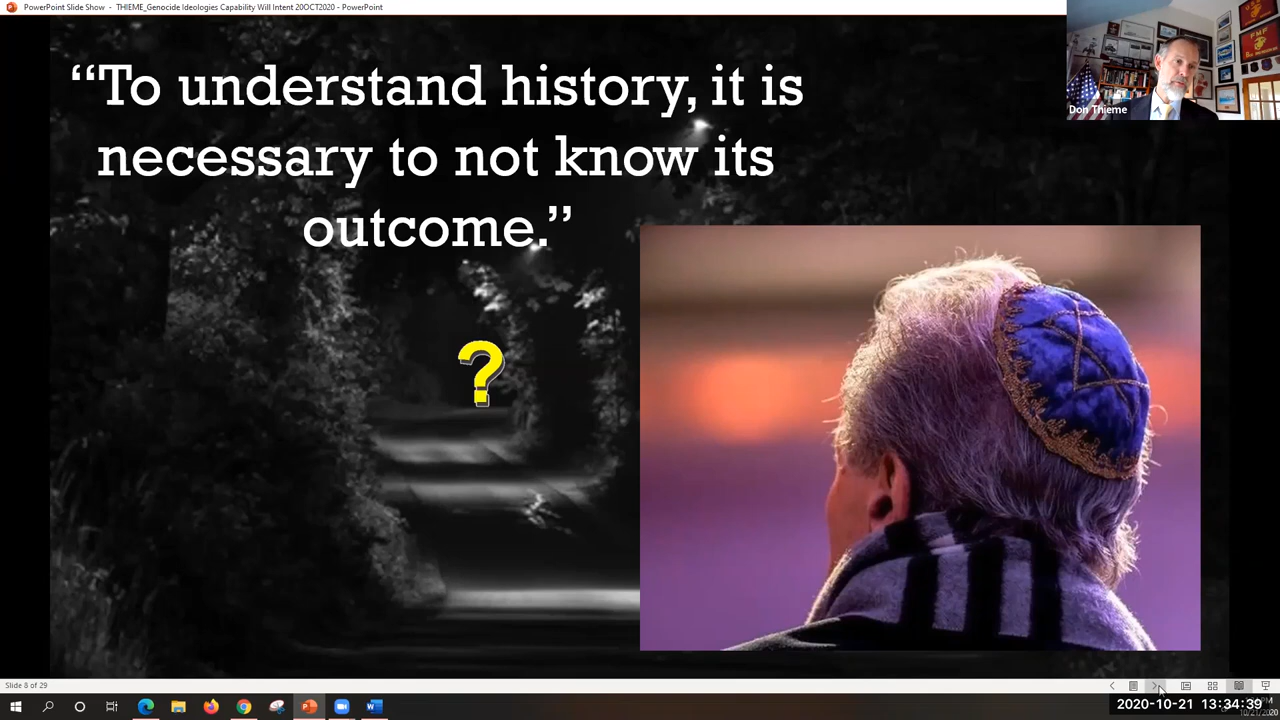 PowerPoint Slide Show - THIEME_Genocide Ideologies Capability Will Intent 20OCT2020 - PowerPoint
“To understand history, it is
necessary to not know its
outcome.”
?
Don Thieme
Slide 8 of 29
2020-10-21 13:34:39